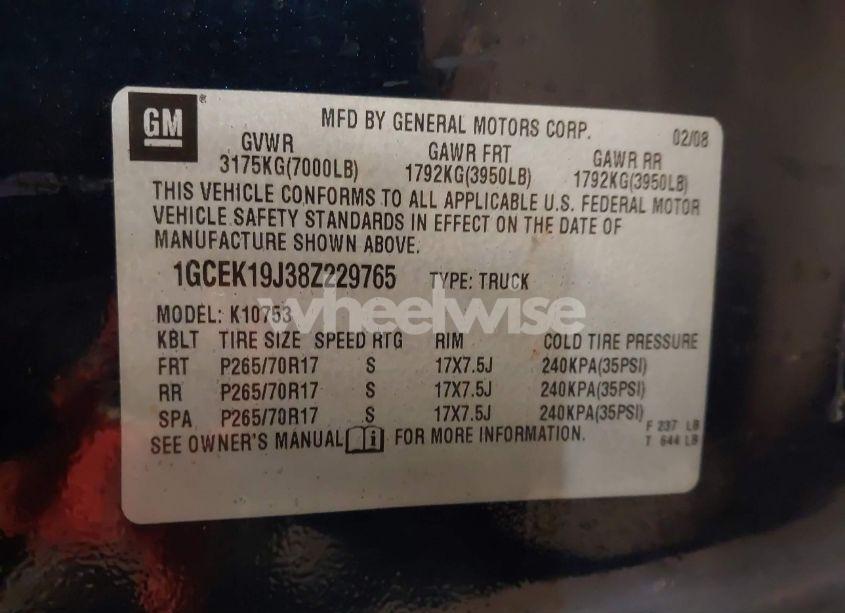 GM ®
MFD BY GENERAL MOTORS CORP. 02/08
GVWR GAWR FRT GAWR RR
3175KG(7000LB) 1792KG(3950LB) 1792KG(3950LB)
THIS VEHICLE CONFORMS TO ALL APPLICABLE U.S. FEDERAL MOTOR
VEHICLE SAFETY STANDARDS IN EFFECT ON THE DATE OF
MANUFACTURE SHOWN ABOVE.
1GCEK19J38Z229765 TYPE: TRUCK
wheelwise
MODEL: K10753
KBLT TIRE SIZE SPEED RTG RIM COLD TIRE PRESSURE
FRT P265/70R17 S 17X7.5J 240KPA(35PSI)
RR P265/70R17 S 17X7.5J 240KPA(35PSI)
SPA P265/70R17 S 17X7.5J 240KPA(35PSI)
SEE OWNER'S MANUAL i FOR MORE INFORMATION.
F 237 LB
T 644 LB